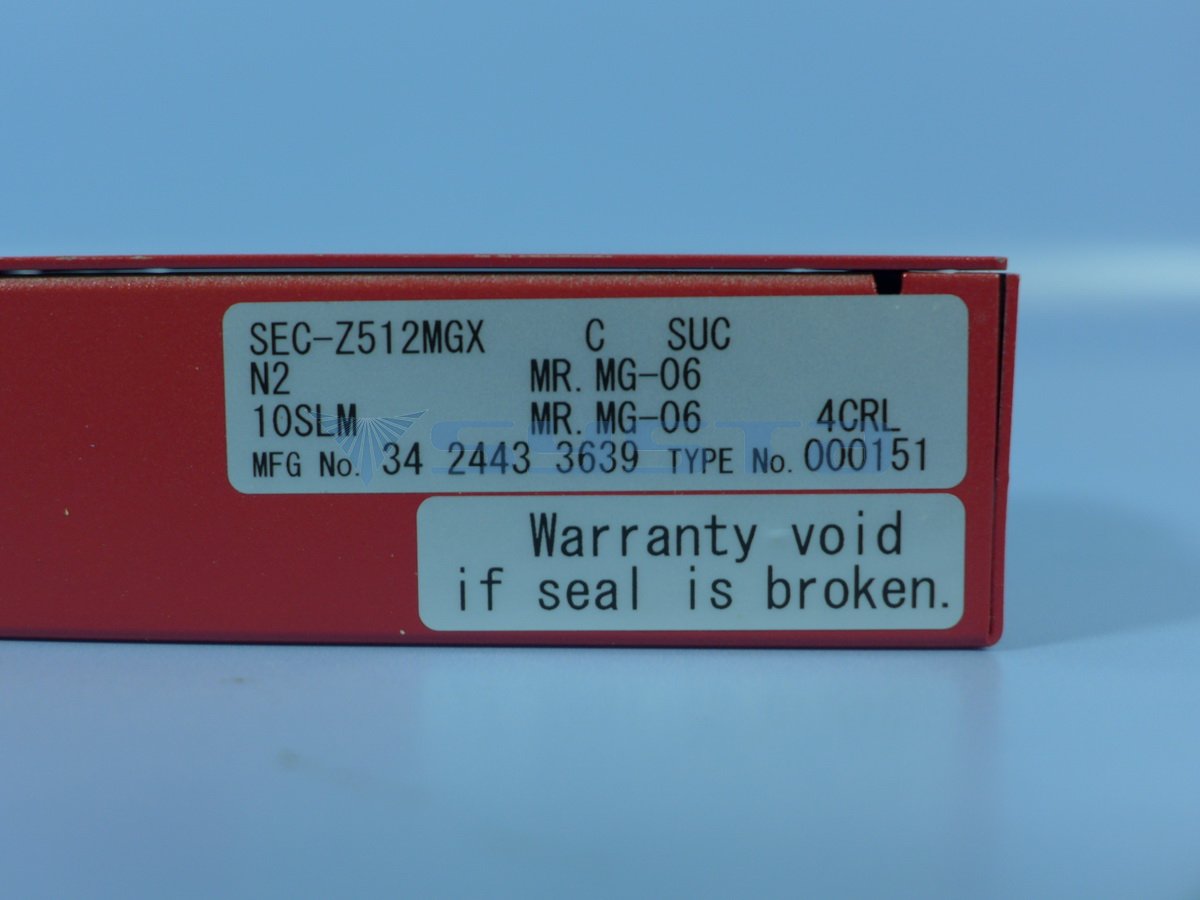 SEC-Z512MGX C SUC
N2 MR. MG-06
10SLM MR. MG-06 4CRL
MFG No. 34 2443 3639 TYPE No. 000151
Warranty void
if seal is broken.